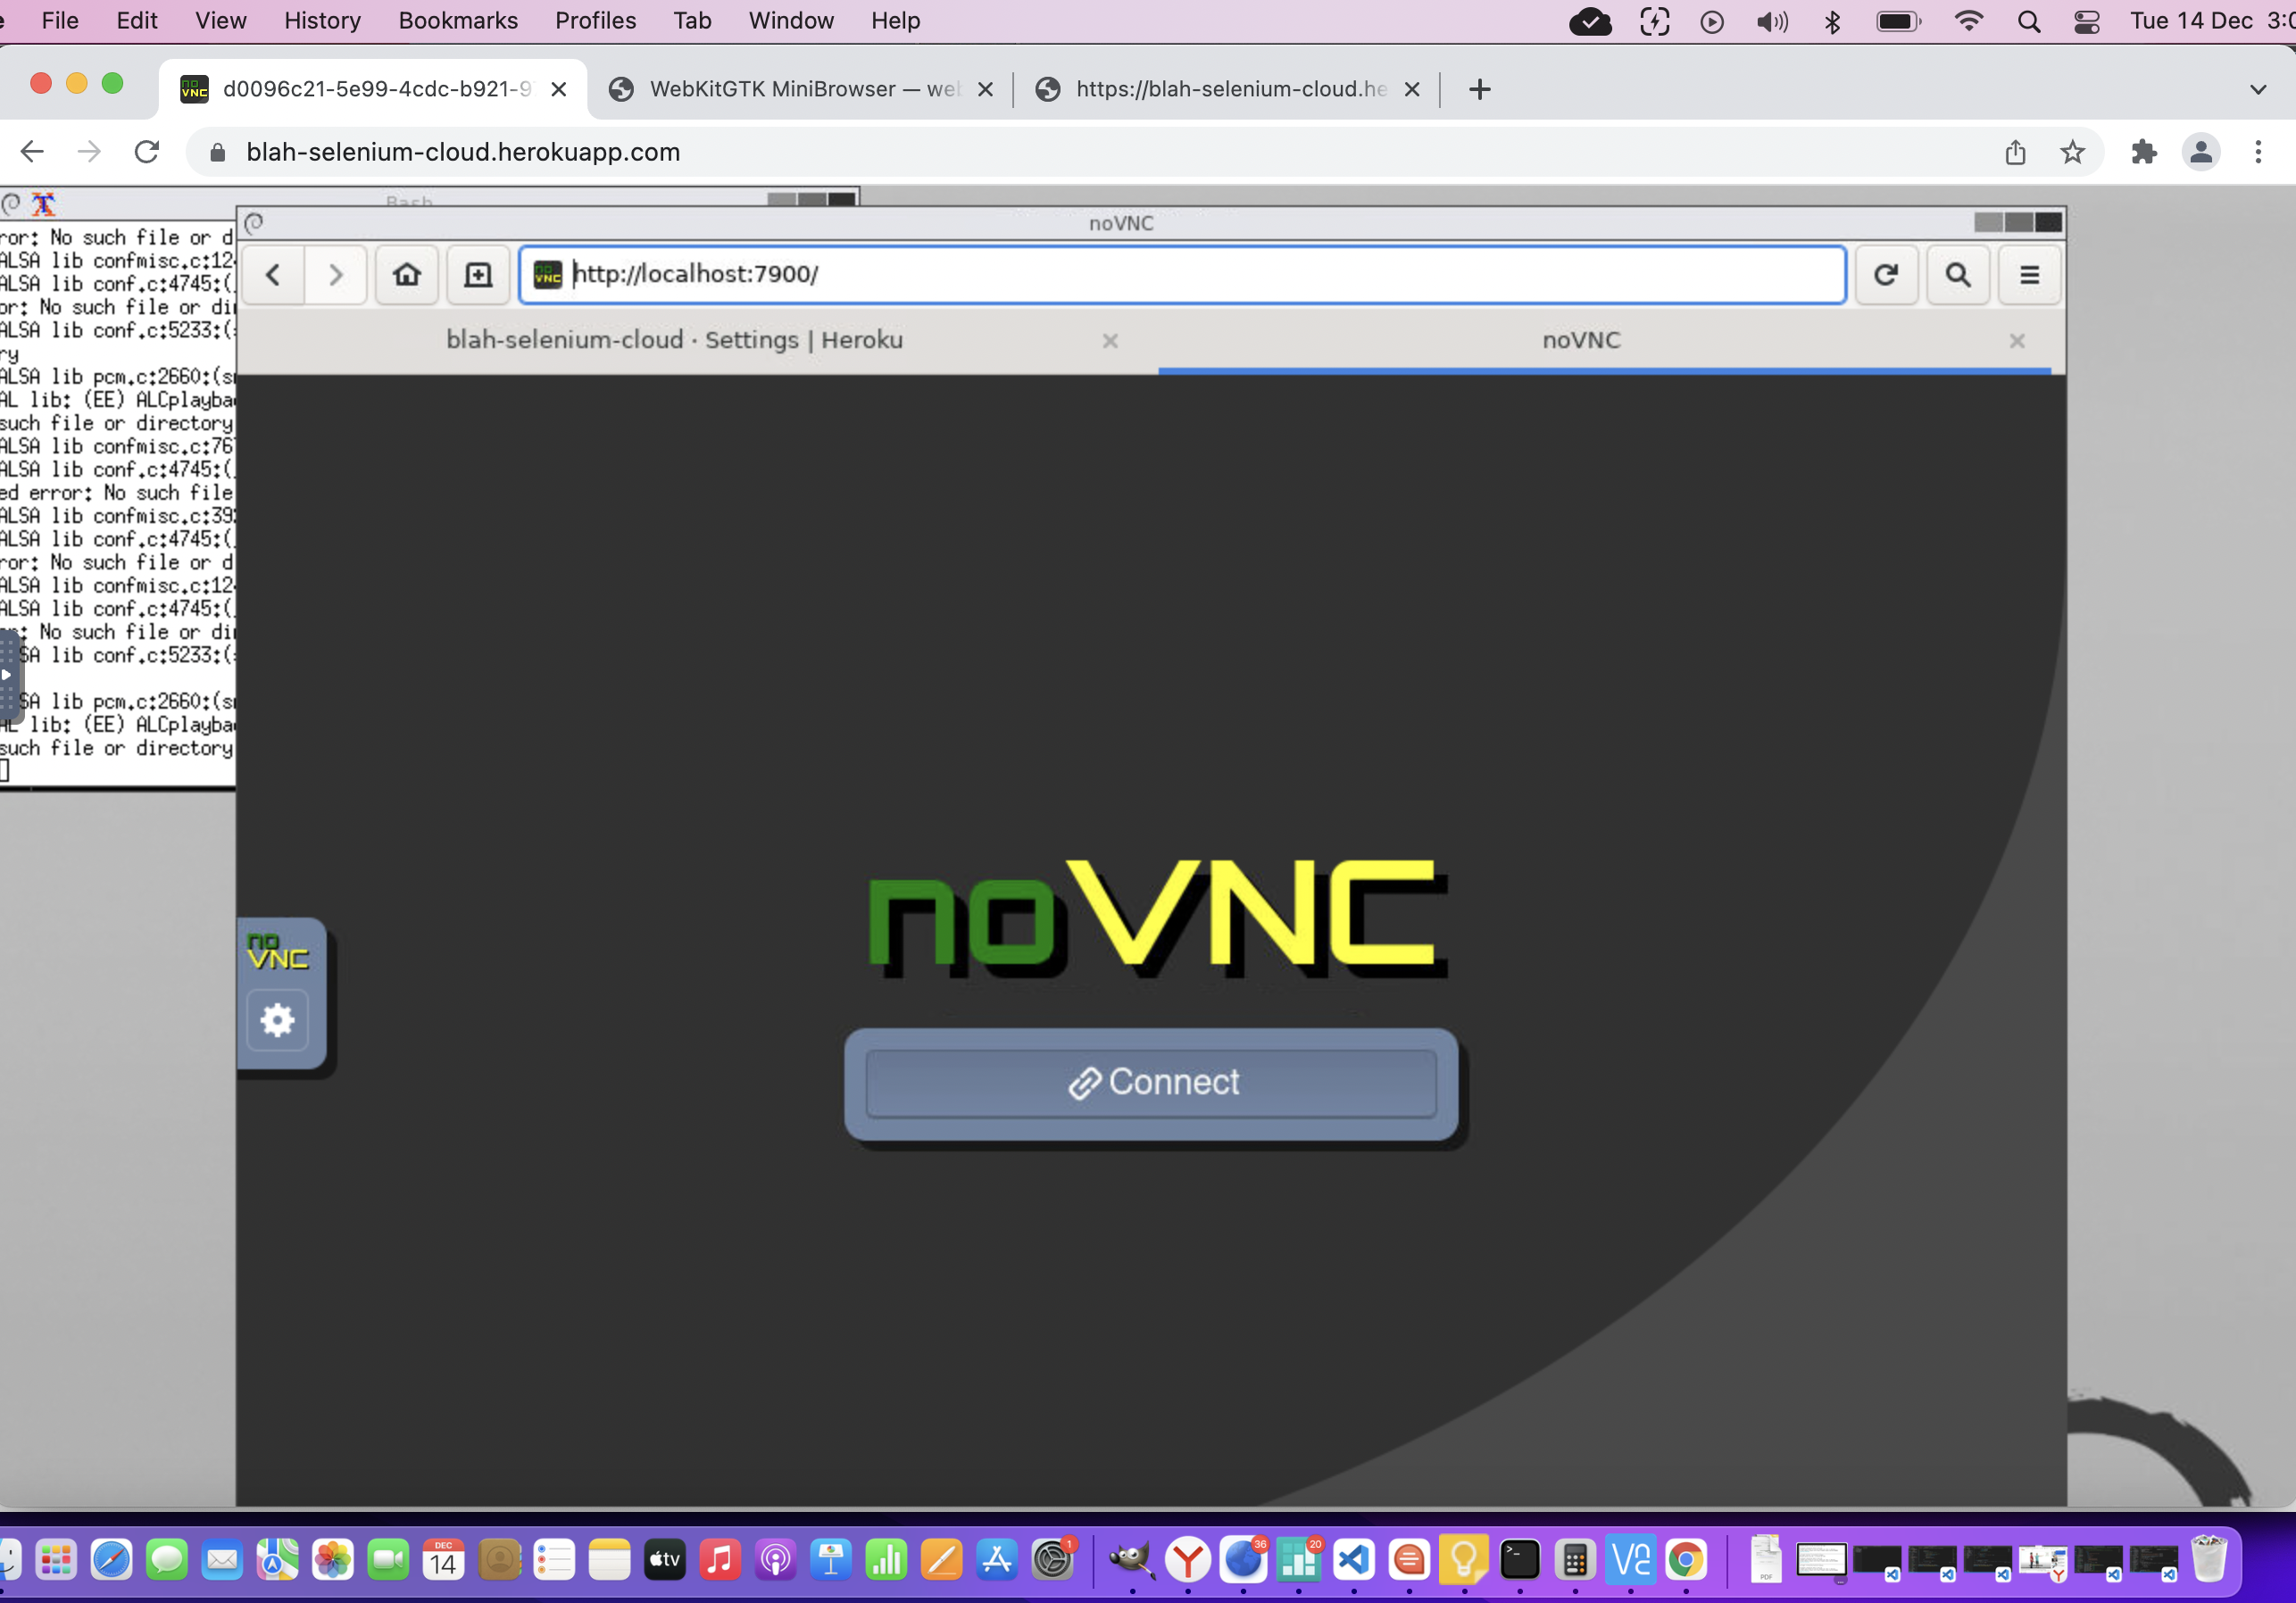 File Edit View History Bookmarks Profiles Tab Window Help
Tue 14 Dec 3:0
d0096c21-5e99-4cdc-b921-9
WebKitGTK MiniBrowser — we
https://blah-selenium-cloud.he
blah-selenium-cloud.herokuapp.com
Bash
ror: No such file or d
ALSA lib confmisc.c:12
ALSA lib conf.c:4745:(
or: No such file or di
ALSA lib conf.c:5233:(
ry
ALSA lib pcm.c:2660:(s
AL lib: (EE) ALCplayba
such file or directory
ALSA lib confmisc.c:76
ALSA lib conf.c:4745:(
ed error: No such file
ALSA lib confmisc.c:39
ALSA lib conf.c:4745:(
ror: No such file or d
ALSA lib confmisc.c:12
ALSA lib conf.c:4745:(
: No such file or di
SA lib conf.c:5233:(
SA lib pcm.c:2660:(s
AL lib: (EE) ALCplayba
such file or directory
noVNC
http://localhost:7900/
blah-selenium-cloud · Settings | Heroku
noVNC
noVNC
noVNC
Connect
DEC
14
tv
1
36
20
PDF